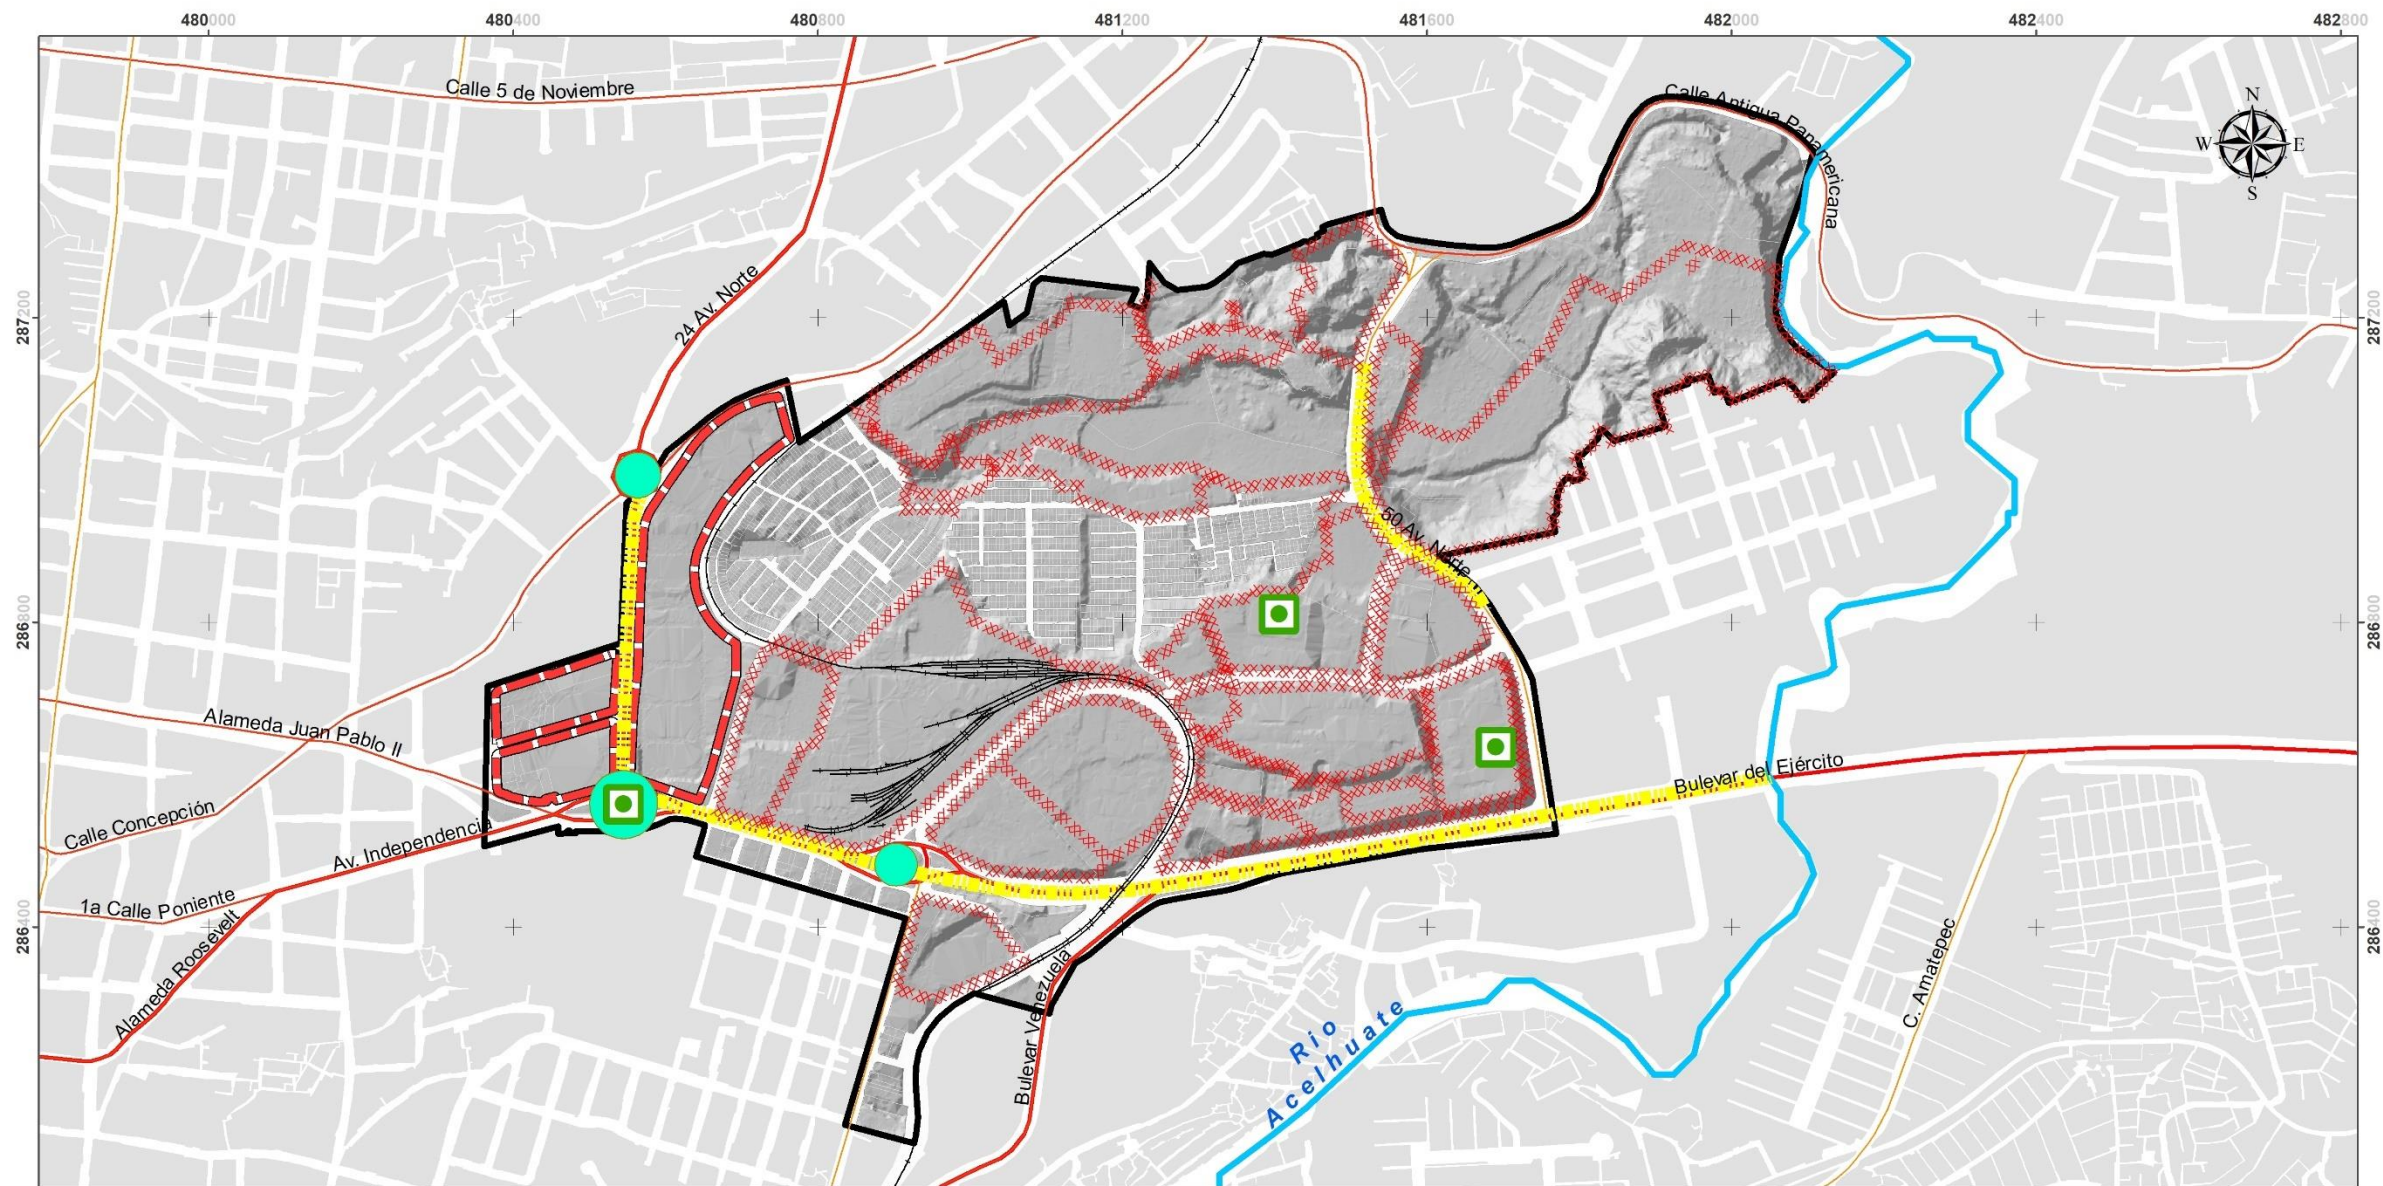 480000 480400 480800 481200 481600 482000 482400 482800
Calle 5 de Noviembre
Calle Antigua Panamericana
N
W E
S
24 Av. Norte
287200
287200
50 Av. Norte
286800
286800
Alameda Juan Pablo II
Bulevar del Ejército
Calle Concepción
Av. Independencia
1a Calle Poniente
286400
286400
Alameda Roosevelt
Bulevar Venezuela
C. Amatepec
Rio
Acelhuate